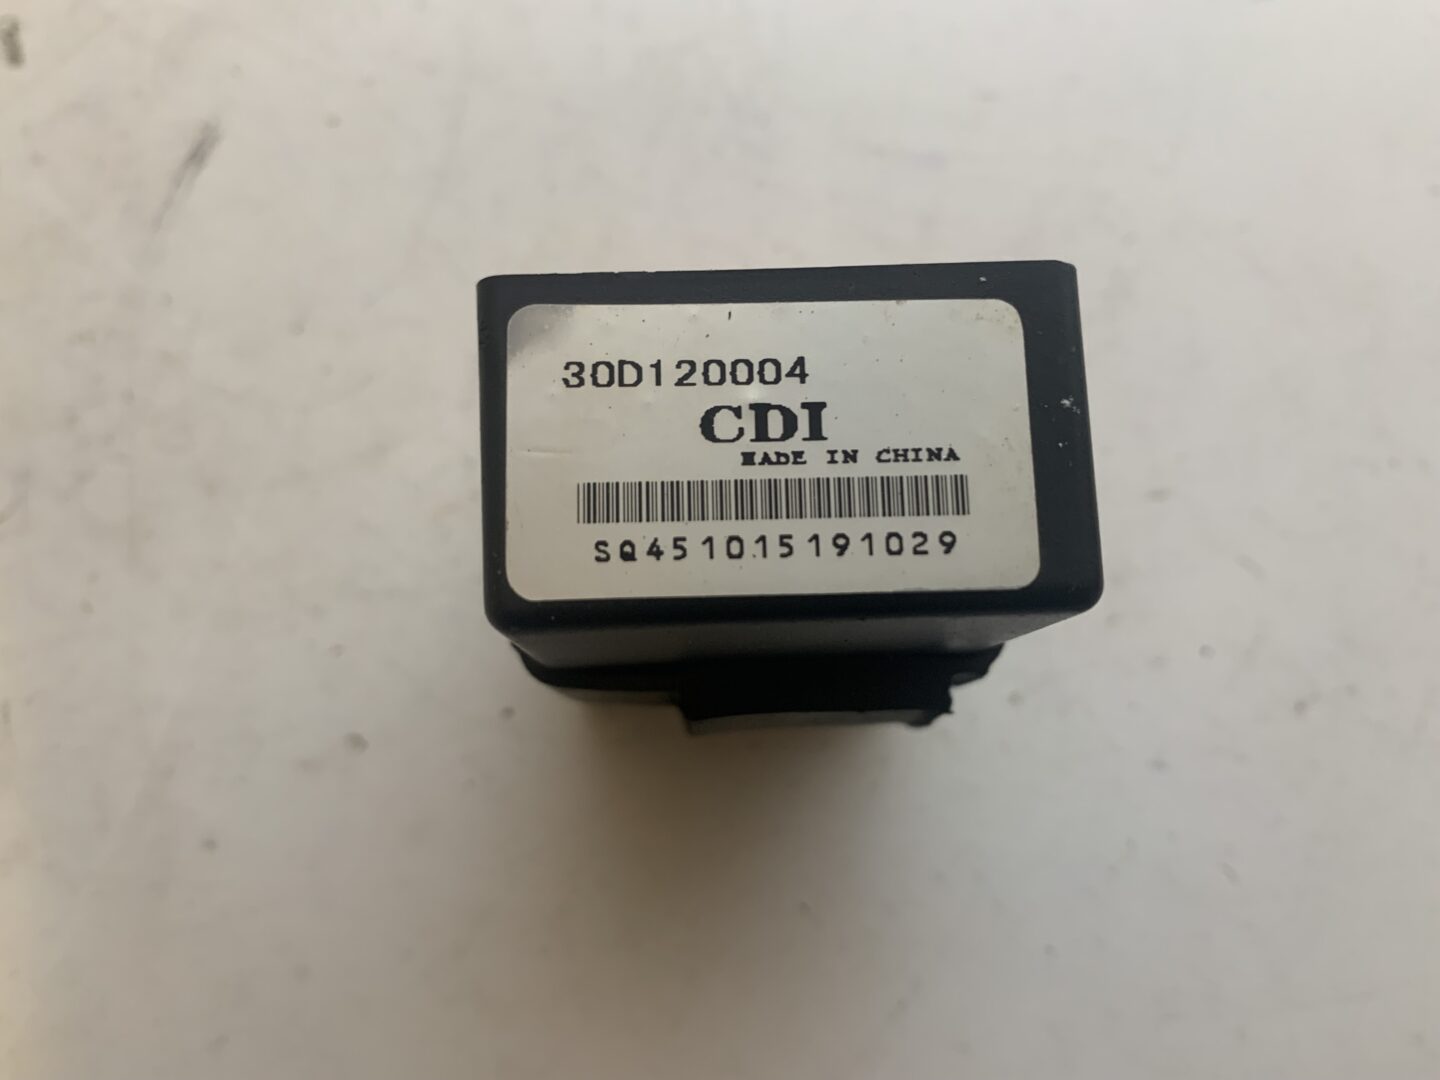 30D120004
CDI
MADE IN CHINA
SQ451015191029